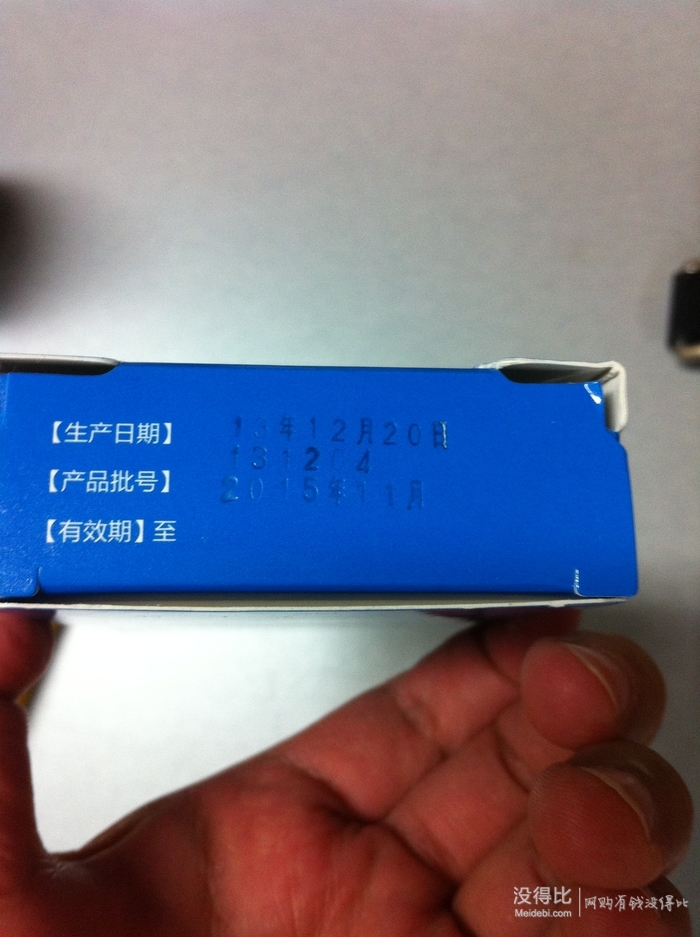 【生产日期】 13年12月20日
【产品批号】 131204
【有效期】至 2015年11月
没得比
Meidebi.com
网购有钱没得比